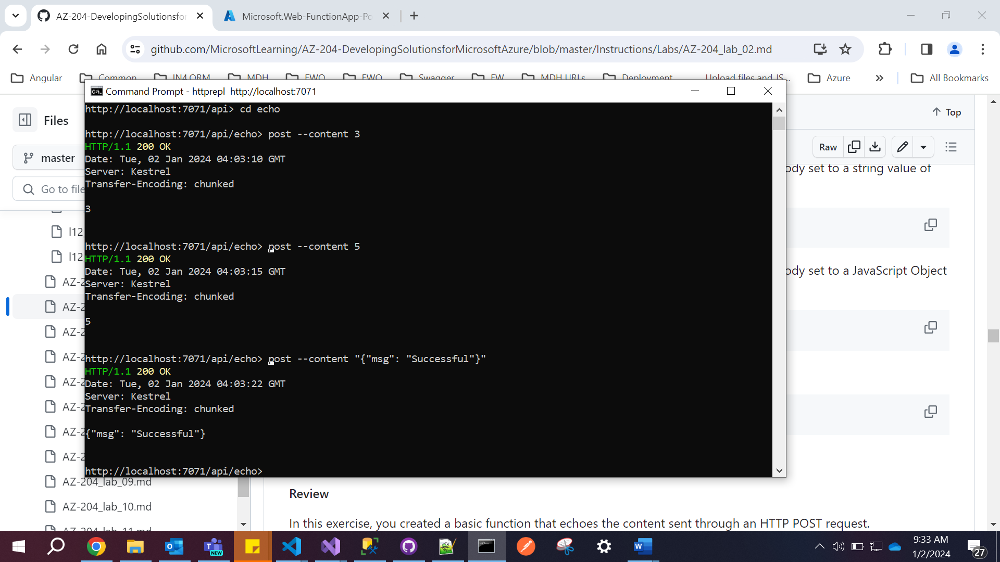 AZ-204-DevelopingSolutionsfor
Microsoft.Web-FunctionApp-Po
github.com/MicrosoftLearning/AZ-204-DevelopingSolutionsforMicrosoftAzure/blob/master/Instructions/Labs/AZ-204_lab_02.md
Angular
Common
IN4 ORM
MDH
EWO
EWO
Swagger
EW
MDH URLs
Deployment
Upload files and JS...
Azure
All Bookmarks
Command Prompt - httprepl  http://localhost:7071
Files
master
Go to file
l12_
l12_
AZ-2
AZ-2
AZ-2
AZ-2
AZ-2
AZ-2
AZ-2
AZ-2
AZ-204_lab_09.md
AZ-204_lab_10.md
AZ-204_lab_11.md
http://localhost:7071/api> cd echo
http://localhost:7071/api/echo> post --content 3
HTTP/1.1 200 OK
Date: Tue, 02 Jan 2024 04:03:10 GMT
Server: Kestrel
Transfer-Encoding: chunked
3
http://localhost:7071/api/echo> post --content 5
HTTP/1.1 200 OK
Date: Tue, 02 Jan 2024 04:03:15 GMT
Server: Kestrel
Transfer-Encoding: chunked
5
http://localhost:7071/api/echo> post --content "{"msg": "Successful"}"
HTTP/1.1 200 OK
Date: Tue, 02 Jan 2024 04:03:22 GMT
Server: Kestrel
Transfer-Encoding: chunked
{"msg": "Successful"}
http://localhost:7071/api/echo>
Top
Raw
ody set to a string value of
ody set to a JavaScript Object
Review
In this exercise, you created a basic function that echoes the content sent through an HTTP POST request.
NEW
9:33 AM
1/2/2024
27